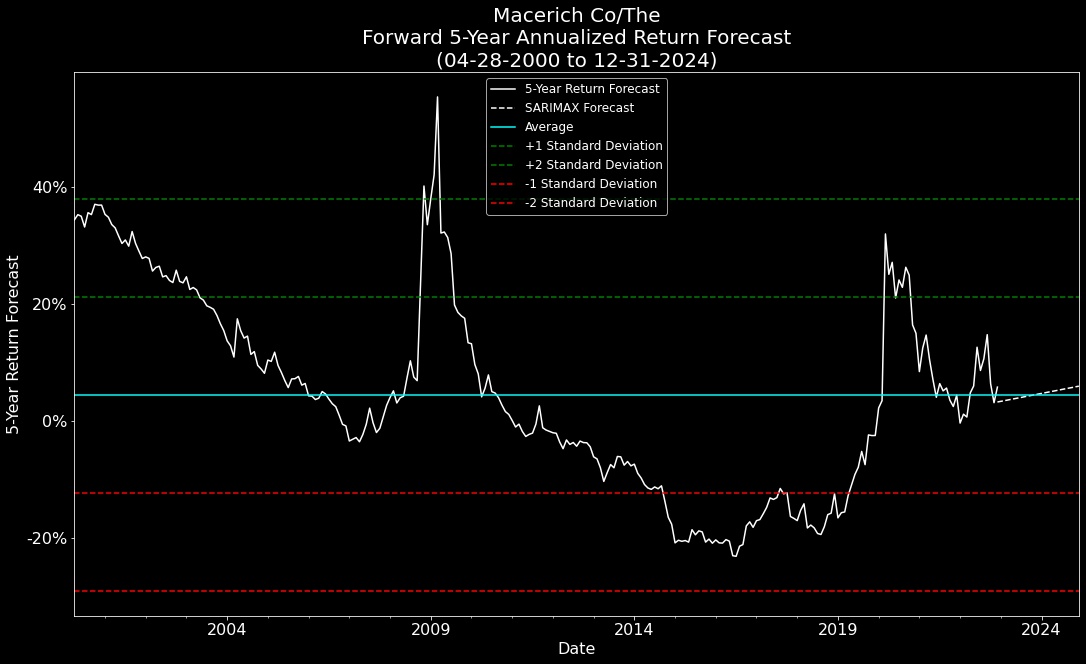 Macerich Co/The
Forward 5-Year Annualized Return Forecast
(04-28-2000 to 12-31-2024)
5-Year Return Forecast
SARIMAX Forecast
Average
+1 Standard Deviation
+2 Standard Deviation
-1 Standard Deviation
-2 Standard Deviation
5-Year Return Forecast
40%
20%
0%
-20%
2004
2009
2014
2019
2024
Date